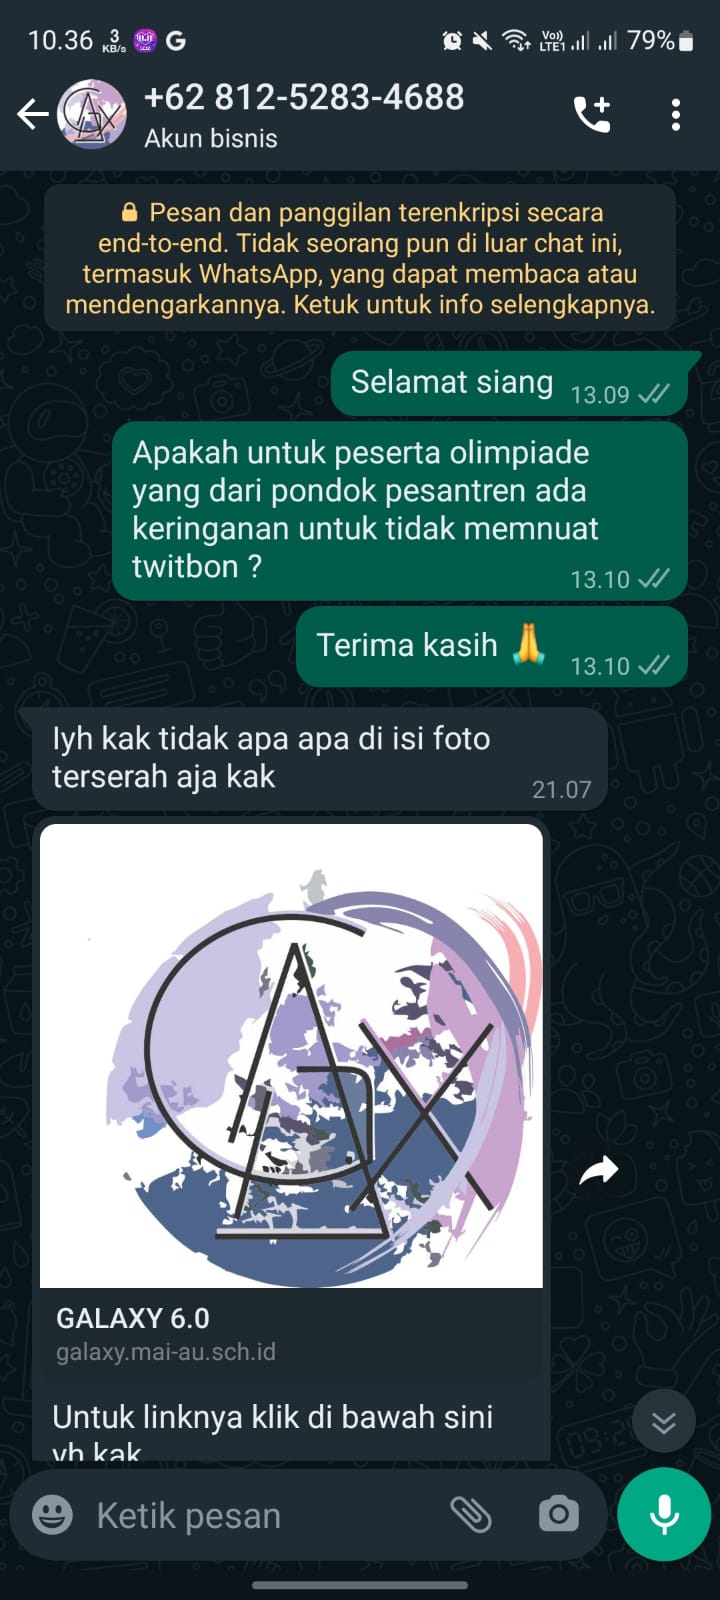 10.36 3 KB/s G Vo)) LTE1 79%
+62 812-5283-4688
Akun bisnis
Pesan dan panggilan terenkripsi secara
end-to-end. Tidak seorang pun di luar chat ini,
termasuk WhatsApp, yang dapat membaca atau
mendengarkannya. Ketuk untuk info selengkapnya.
Selamat siang 13.09
Apakah untuk peserta olimpiade
yang dari pondok pesantren ada
keringanan untuk tidak memnuat
twitbon ? 13.10
Terima kasih 🙏 13.10
Iyh kak tidak apa apa di isi foto
terserah aja kak 21.07
GALAXY 6.0
galaxy.mai-au.sch.id
Untuk linknya klik di bawah sini
yh kak
Ketik pesan